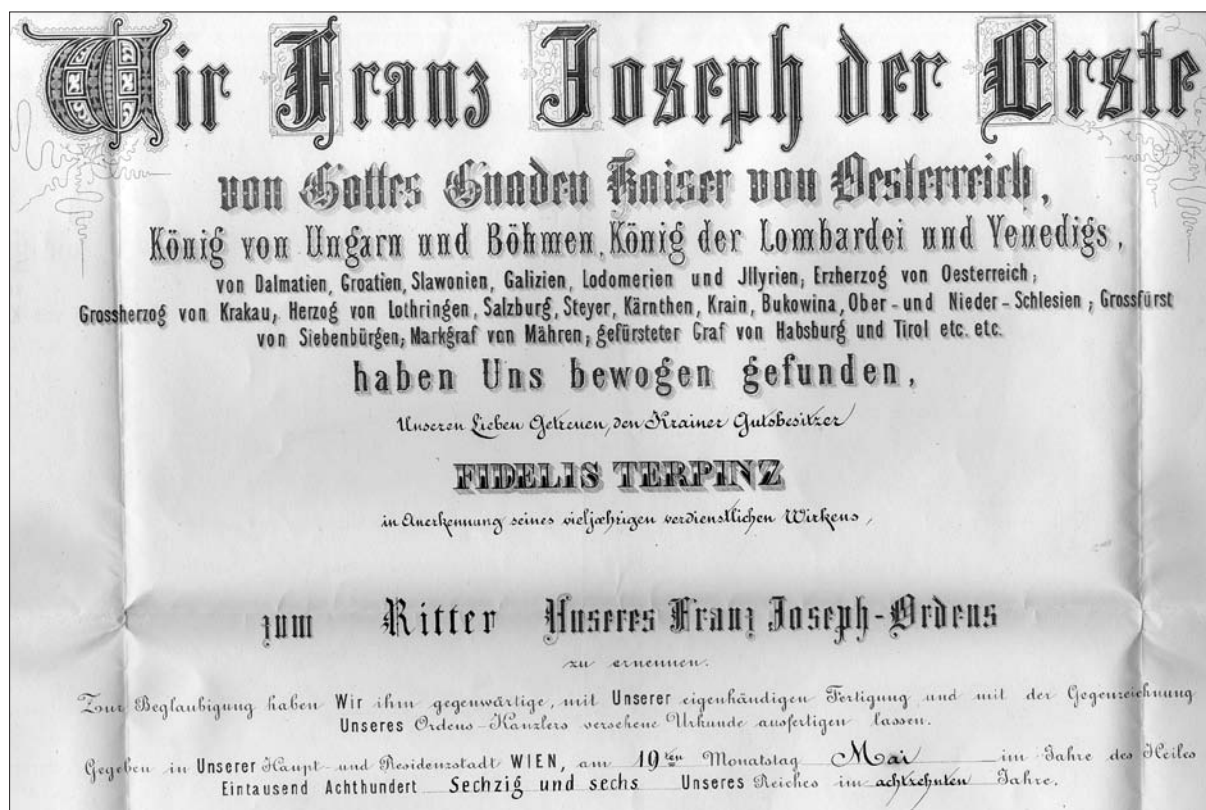 Wir Franz Joseph der Erste
von Gottes Gnaden Kaiser von Oesterreich,
König von Ungarn und Böhmen, König der Lombardei und Venedigs,
von Dalmatien, Croatien, Slawonien, Galizien, Lodomerien und Jllyrien, Erzherzog von Oesterreich,
Grossherzog von Krakau, Herzog von Lothringen, Salzburg, Steyer, Kärnthen, Krain, Bukowina, Ober- und Nieder-Schlesien, Grossfürst
von Siebenbürgen, Markgraf von Mähren, gefürsteter Graf von Habsburg und Tirol etc. etc.
haben Uns bewogen gefunden,
Unseren Lieben Getreuen, den Krainer Gutsbesitzer
FIDELIS TERPINZ
in Anerkennung seines vieljæhrigen verdienstlichen Wirkens,
zum Ritter Unseres Franz Joseph-Ordens
zu ernennen.
Zur Beglaubigung haben Wir ihm gegenwärtige, mit Unserer eigenhändigen Fertigung und mit der Gegenzeichnung
Unseres Ordens-Kanzlers versehene Urkunde ausfertigen lassen.
Gegeben in Unserer Haupt- und Residenzstadt WIEN, am 19ten Monatstag Mai im Jahre des Heiles
Eintausend Achthundert Sechzig und sechs Unseres Reiches im achtzehnten Jahre.